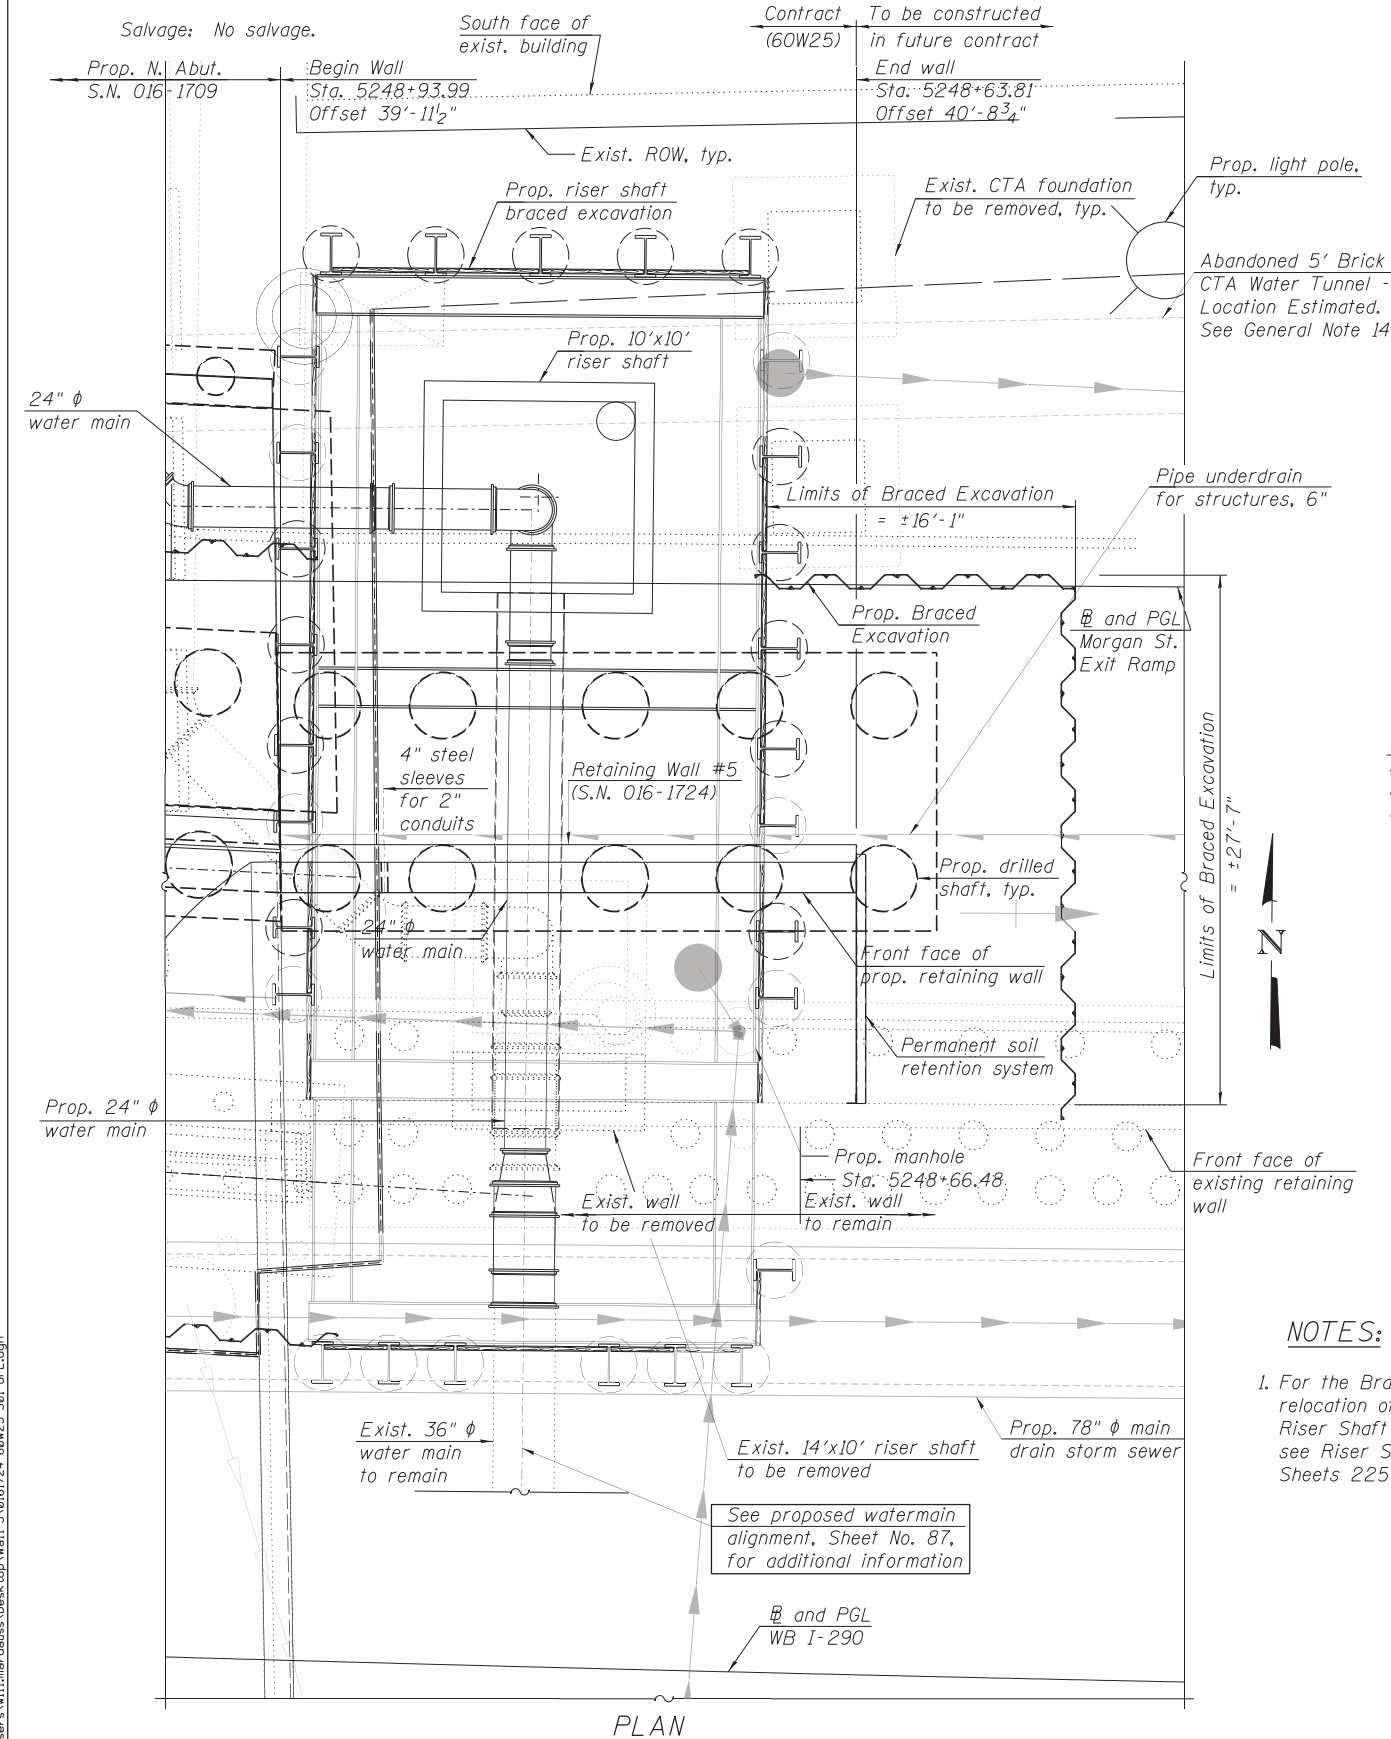 Salvage: No salvage.
South face of
exist. building
Contract
(60W25)
To be constructed
in future contract
Prop. N. Abut.
S.N. 016-1709
Begin Wall
Sta. 5248+93.99
Offset 39'-11½"
End wall
Sta. 5248+63.81
Offset 40'-8¾"
Exist. ROW, typ.
Prop. riser shaft
braced excavation
Exist. CTA foundation
to be removed, typ.
Prop. light pole,
typ.
Abandoned 5' Brick
CTA Water Tunnel -
Location Estimated.
See General Note 14
Prop. 10'x10'
riser shaft
24" ϕ
water main
Limits of Braced Excavation
= ±16'-1"
Pipe underdrain
for structures, 6"
Prop. Braced
Excavation
℄ and PGL
Morgan St.
Exit Ramp
4" steel
sleeves
for 2"
conduits
Retaining Wall #5
(S.N. 016-1724)
Limits of Braced Excavation
= ±27'-7"
Prop. drilled
shaft, typ.
N
24" ϕ
water main
Front face of
prop. retaining wall
Permanent soil
retention system
Prop. 24" ϕ
water main
Prop. manhole
Sta. 5248+66.48
Front face of
existing retaining
wall
Exist. wall
to be removed
Exist. wall
to remain
NOTES:
1. For the Bra
relocation of
Riser Shaft
see Riser S
Sheets 225
Exist. 36" ϕ
water main
to remain
Exist. 14'x10' riser shaft
to be removed
Prop. 78" ϕ main
drain storm sewer
See proposed watermain
alignment, Sheet No. 87,
for additional information
℄ and PGL
WB I-290
PLAN